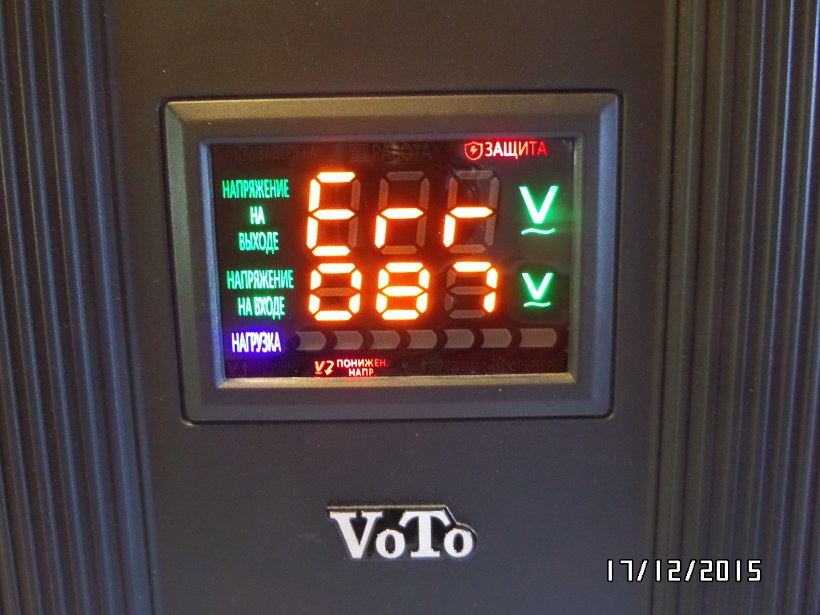 ЗАЩИТА
НАПРЯЖЕНИЕ
НА
ВЫХОДЕ
Err
V
НАПРЯЖЕНИЕ
НА ВХОДЕ
087
V
НАГРУЗКА
ПОНИЖЕН.
НАПР.
VoTo
17/12/2015